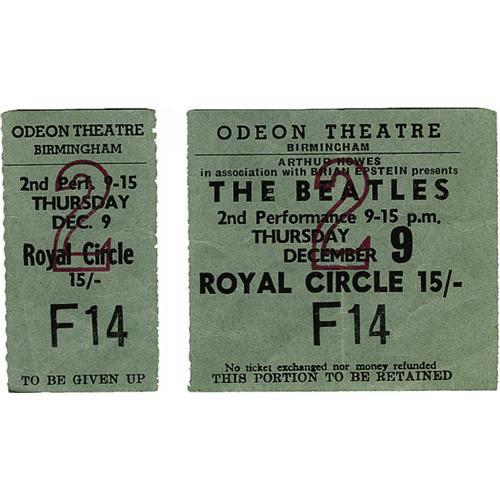 ODEON THEATRE
BIRMINGHAM
2nd Perf. 9-15
THURSDAY
DEC. 9
Royal Circle
15/-
F14
TO BE GIVEN UP
2
ODEON THEATRE
BIRMINGHAM
ARTHUR HOWES
in association with BRIAN EPSTEIN presents
THE BEATLES
2nd Performance 9-15 p.m.
THURSDAY
DECEMBER 9
ROYAL CIRCLE 15/-
F14
No ticket exchanged nor money refunded
THIS PORTION TO BE RETAINED
2